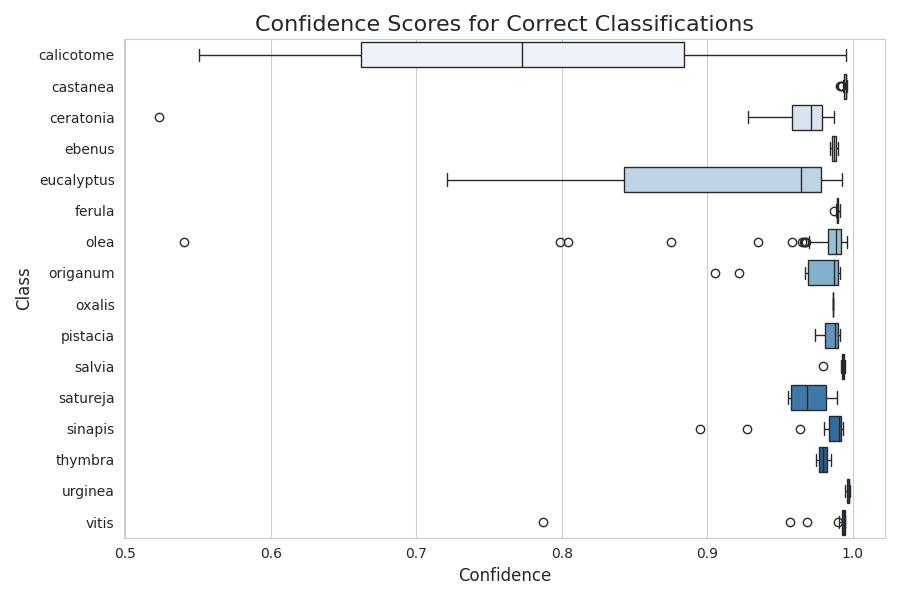 Confidence Scores for Correct Classifications
calicotome
castanea
ceratonia
ebenus
eucalyptus
ferula
olea
origanum
oxalis
pistacia
salvia
satureja
sinapis
thymbra
urginea
vitis
Class
0.5 0.6 0.7 0.8 0.9 1.0
Confidence